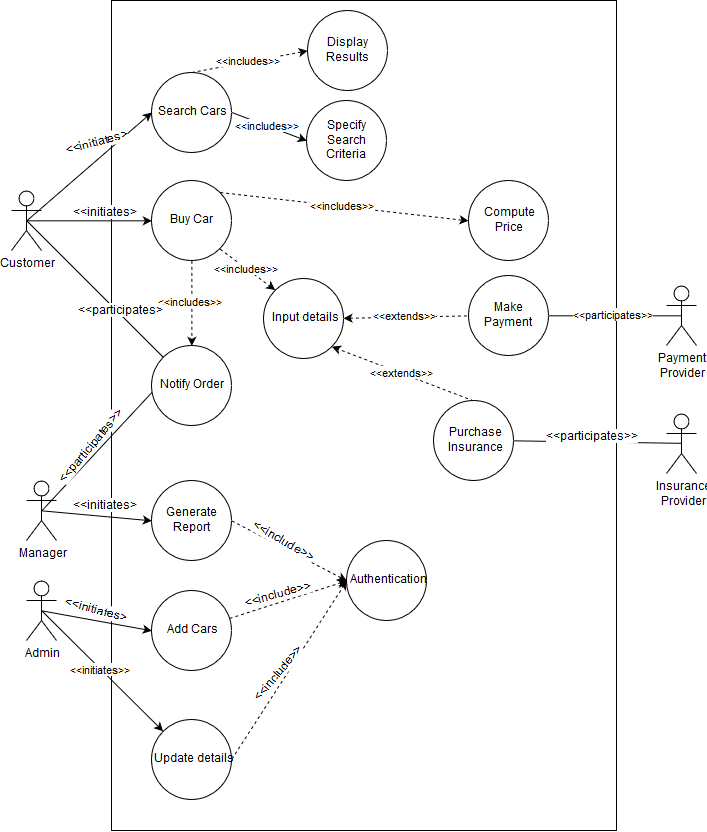 Display
Results
<<includes>>
Search Cars
<<initiates>
<<includes>>
Specify
Search
Criteria
Customer
<<initiates>
Buy Car
<<includes>>
Compute
Price
<<includes>>
<<participates>
<<includes>>
Input details
<<extends>>
Make
Payment
<<participates>>
Payment
Provider
Notify Order
<<extends>>
<<participates>>
Purchase
Insurance
<<participates>>
Insurance
Provider
Manager
<<initiates>
Generate
Report
<<include>>
Authentication
Admin
<<initiates>
Add Cars
<<include>>
<<initiates>>
<<include>>
Update details